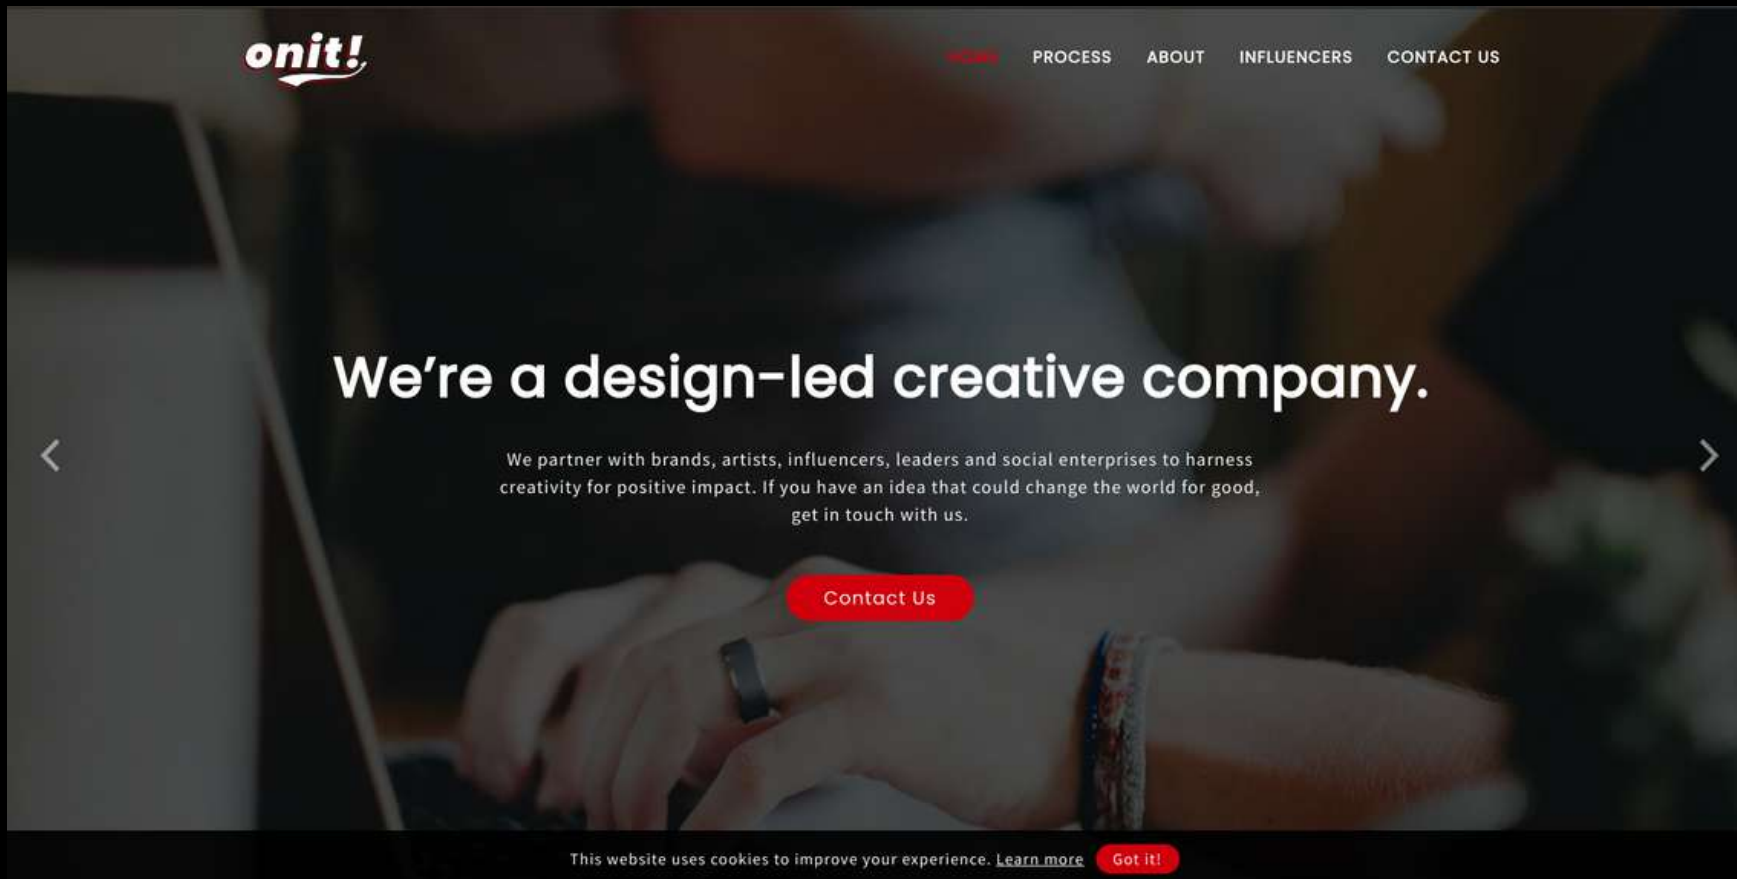 onit!
HOME PROCESS ABOUT INFLUENCERS CONTACT US
We're a design-led creative company.
We partner with brands, artists, influencers, leaders and social enterprises to harness
creativity for positive impact. If you have an idea that could change the world for good,
get in touch with us.
Contact Us
This website uses cookies to improve your experience. Learn more Got it!